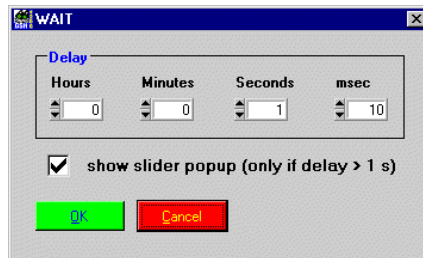 WAIT
Delay
Hours Minutes Seconds msec
0 0 1 10
show slider popup (only if delay > 1 s)
OK Cancel